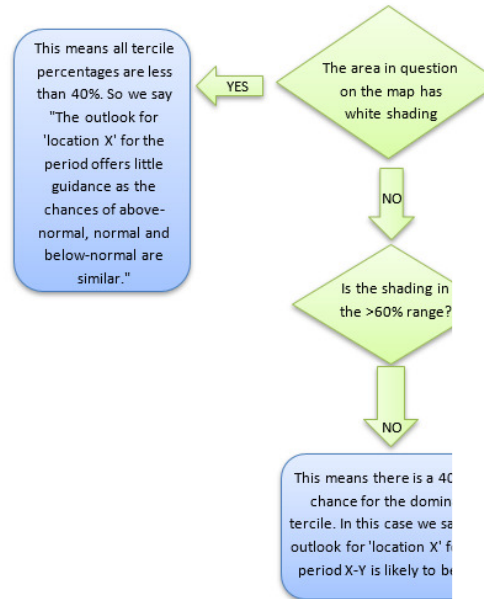 This means all tercile
percentages are less
than 40%. So we say
"The outlook for
'location X' for the
period offers little
guidance as the
chances of above-
normal, normal and
below-normal are
similar."
YES
The area in question
on the map has
white shading
NO
Is the shading in
the >60% range?
NO
This means there is a 40
chance for the domin
tercile. In this case we sa
outlook for 'location X' f
period X-Y is likely to be